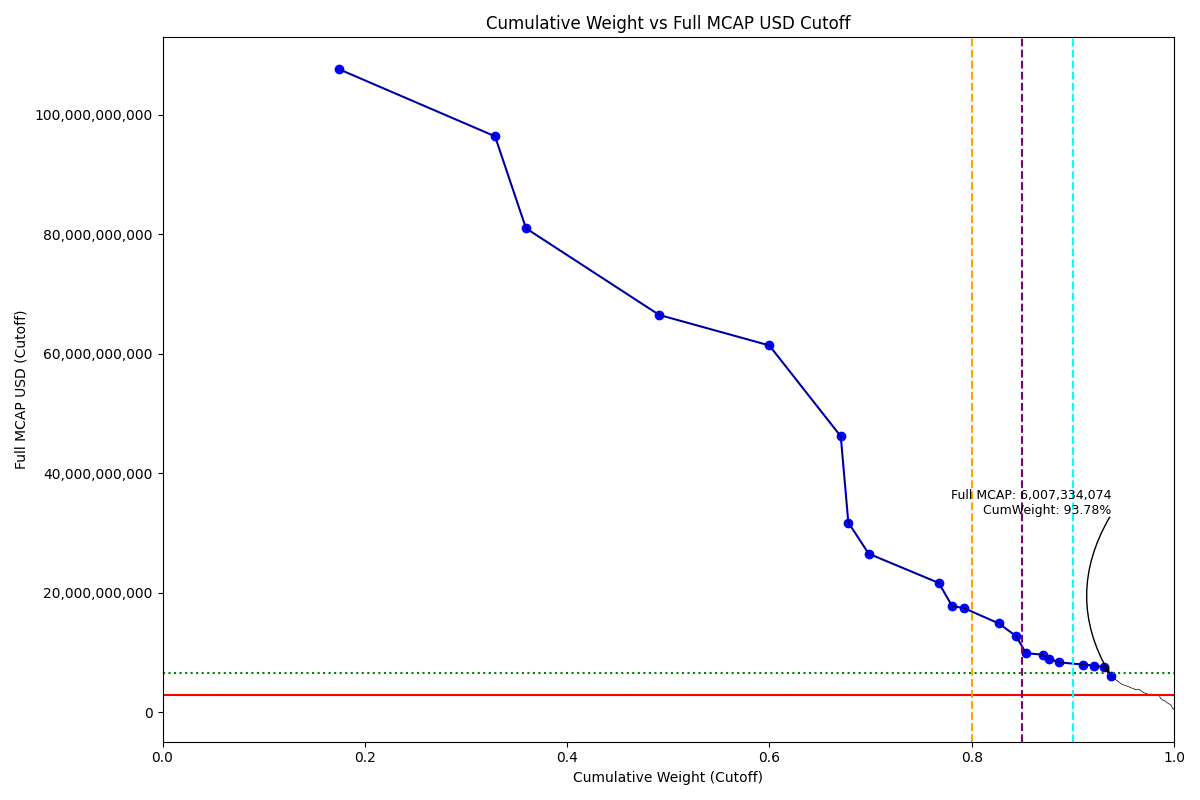 Cumulative Weight vs Full MCAP USD Cutoff
Full MCAP USD (Cutoff)
100,000,000,000
80,000,000,000
60,000,000,000
40,000,000,000
20,000,000,000
0
Full MCAP: 6,007,334,074
CumWeight: 93.78%
0.0 0.2 0.4 0.6 0.8 1.0
Cumulative Weight (Cutoff)